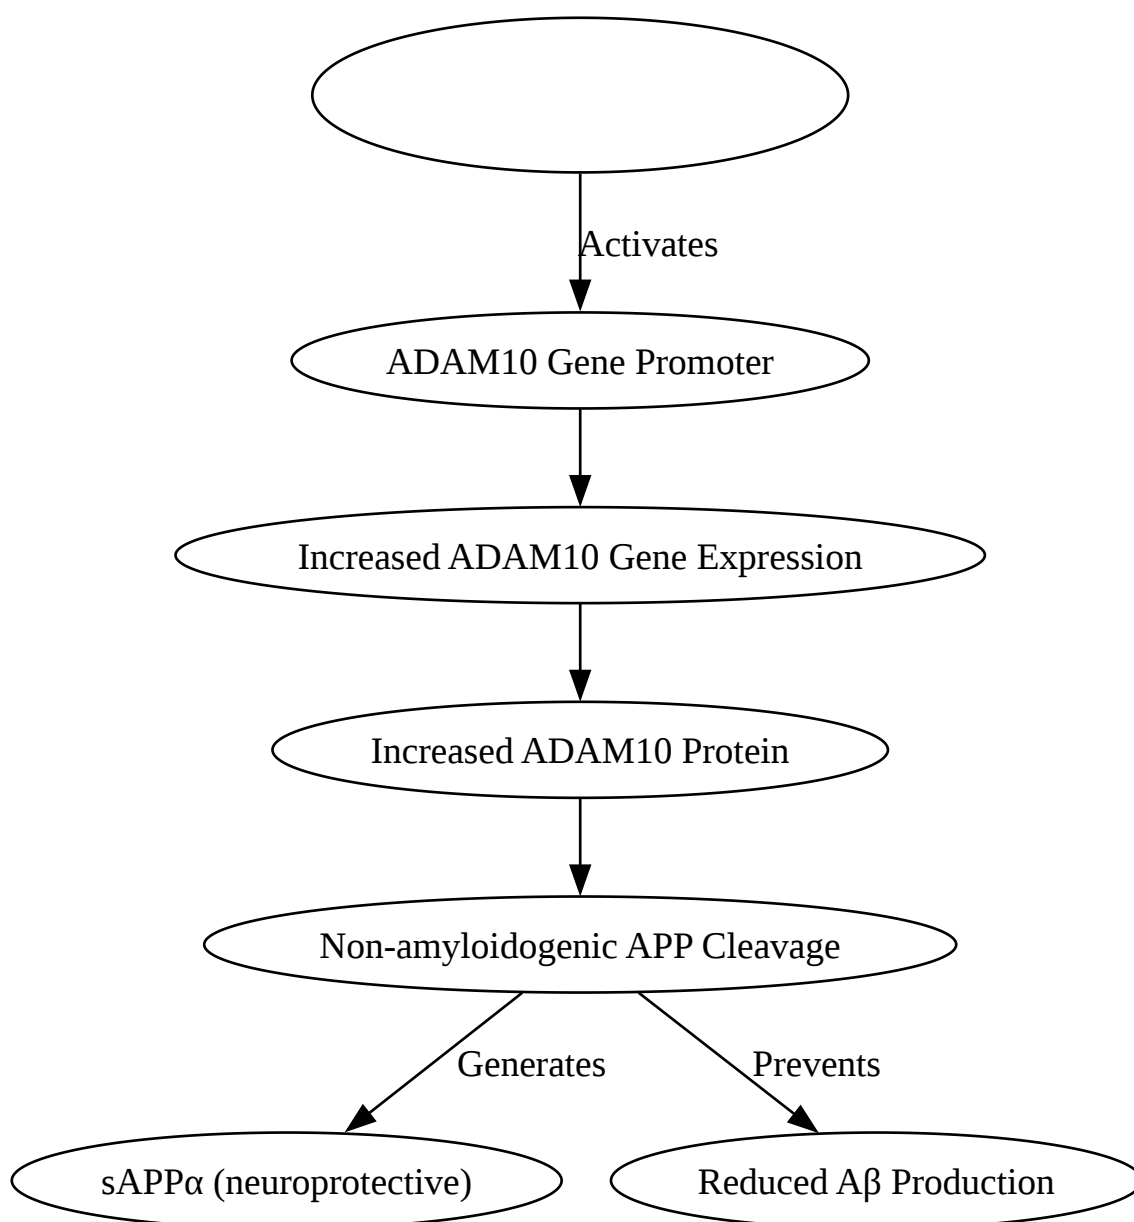 Activates
ADAM10 Gene Promoter
Increased ADAM10 Gene Expression
Increased ADAM10 Protein
Non-amyloidogenic APP Cleavage
Generates
Prevents
sAPPα (neuroprotective)
Reduced Aβ Production